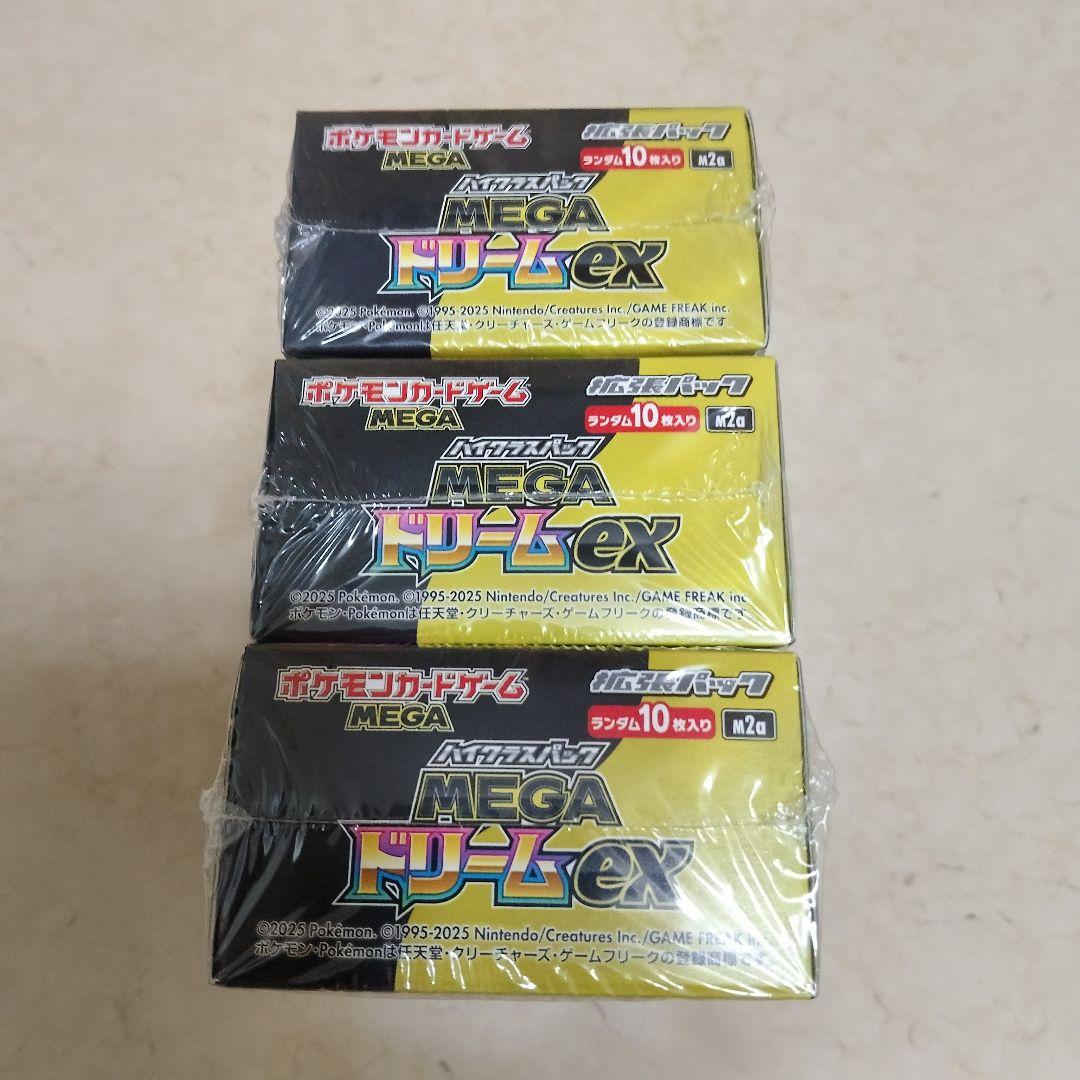 ポケモンカードゲーム
MEGA
拡張パック
ランダム10枚入り M2a
ハイクラスパック
MEGA
ドリームex
©2025 Pokémon. ©1995-2025 Nintendo/Creatures Inc./GAME FREAK inc.
ポケモン・Pokémonは任天堂・クリーチャーズ・ゲームフリークの登録商標です
ポケモンカードゲーム
MEGA
拡張パック
ランダム10枚入り M2a
ハイクラスパック
MEGA
ドリームex
©2025 Pokémon. ©1995-2025 Nintendo/Creatures Inc./GAME FREAK inc
ポケモン・Pokémonは任天堂・クリーチャーズ・ゲームフリークの登録商標です。
ポケモンカードゲーム
MEGA
拡張パック
ランダム10枚入り M2a
ハイクラスパック
MEGA
ドリームex
©2025 Pokémon. ©1995-2025 Nintendo/Creatures Inc./GAME FREAK in
ポケモン・Pokémonは任天堂・クリーチャーズ・ゲームフリークの登録商標です。